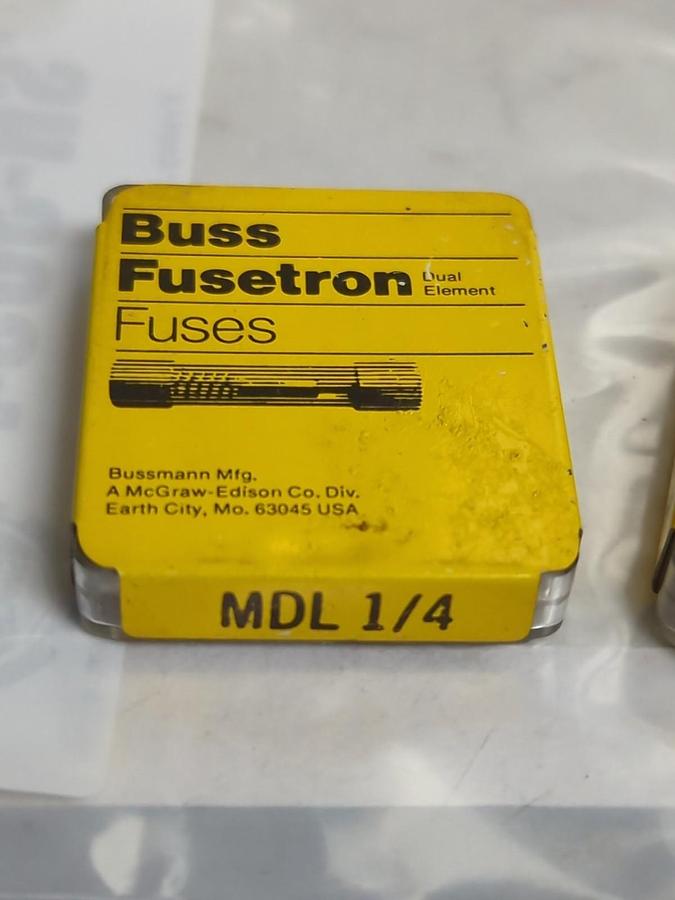 Buss
Fusetron Dual
Element
Fuses
Bussmann Mfg.
A McGraw-Edison Co. Div.
Earth City, Mo. 63045 USA
MDL 1/4